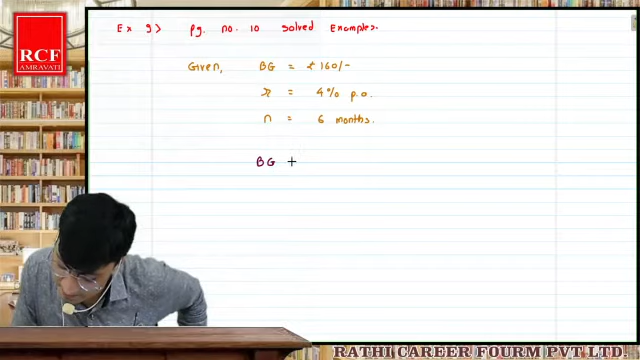 RCF
AMRAVATI
Ex 9> pg. no. 10 solved Examples.
Given, BG = ₹ 160/-
r = 4% p.a.
n = 6 months.
BG +
RATHI CAREER FOURM PVT LTD.